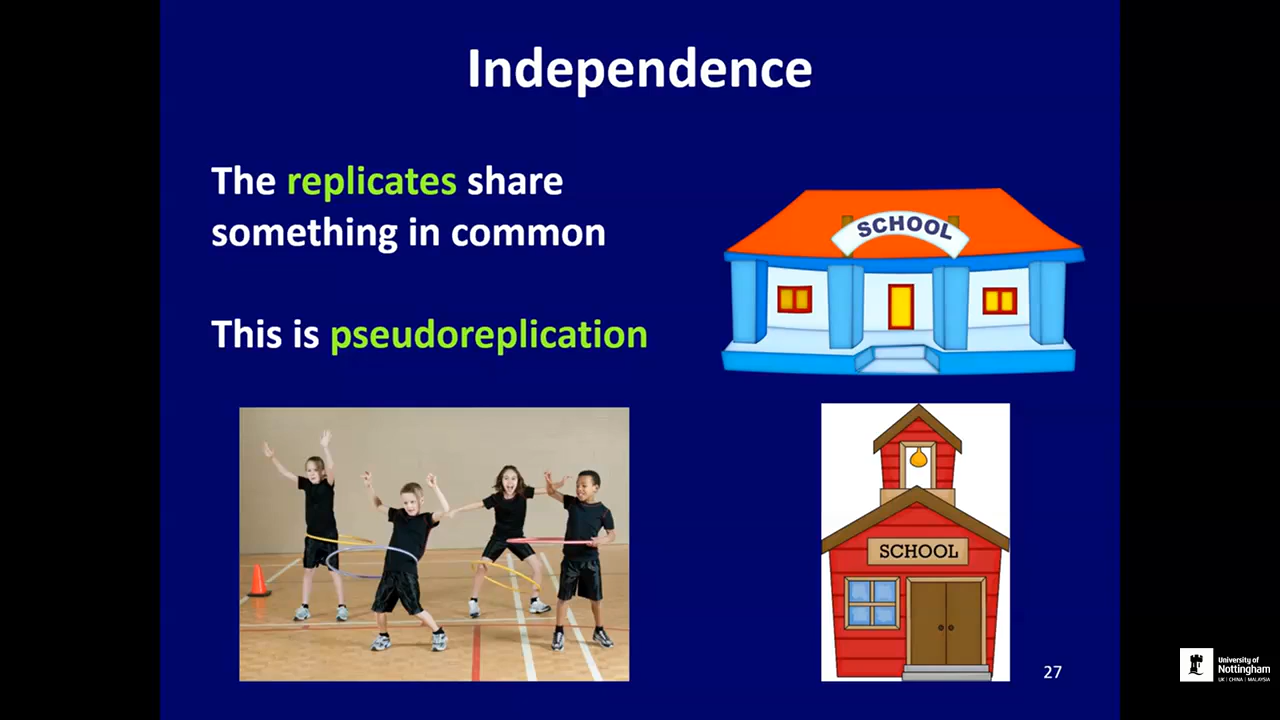 Independence
The replicates share
something in common
This is pseudoreplication
SCHOOL
SCHOOL
27
University of
Nottingham
UK | CHINA | MALAYSIA